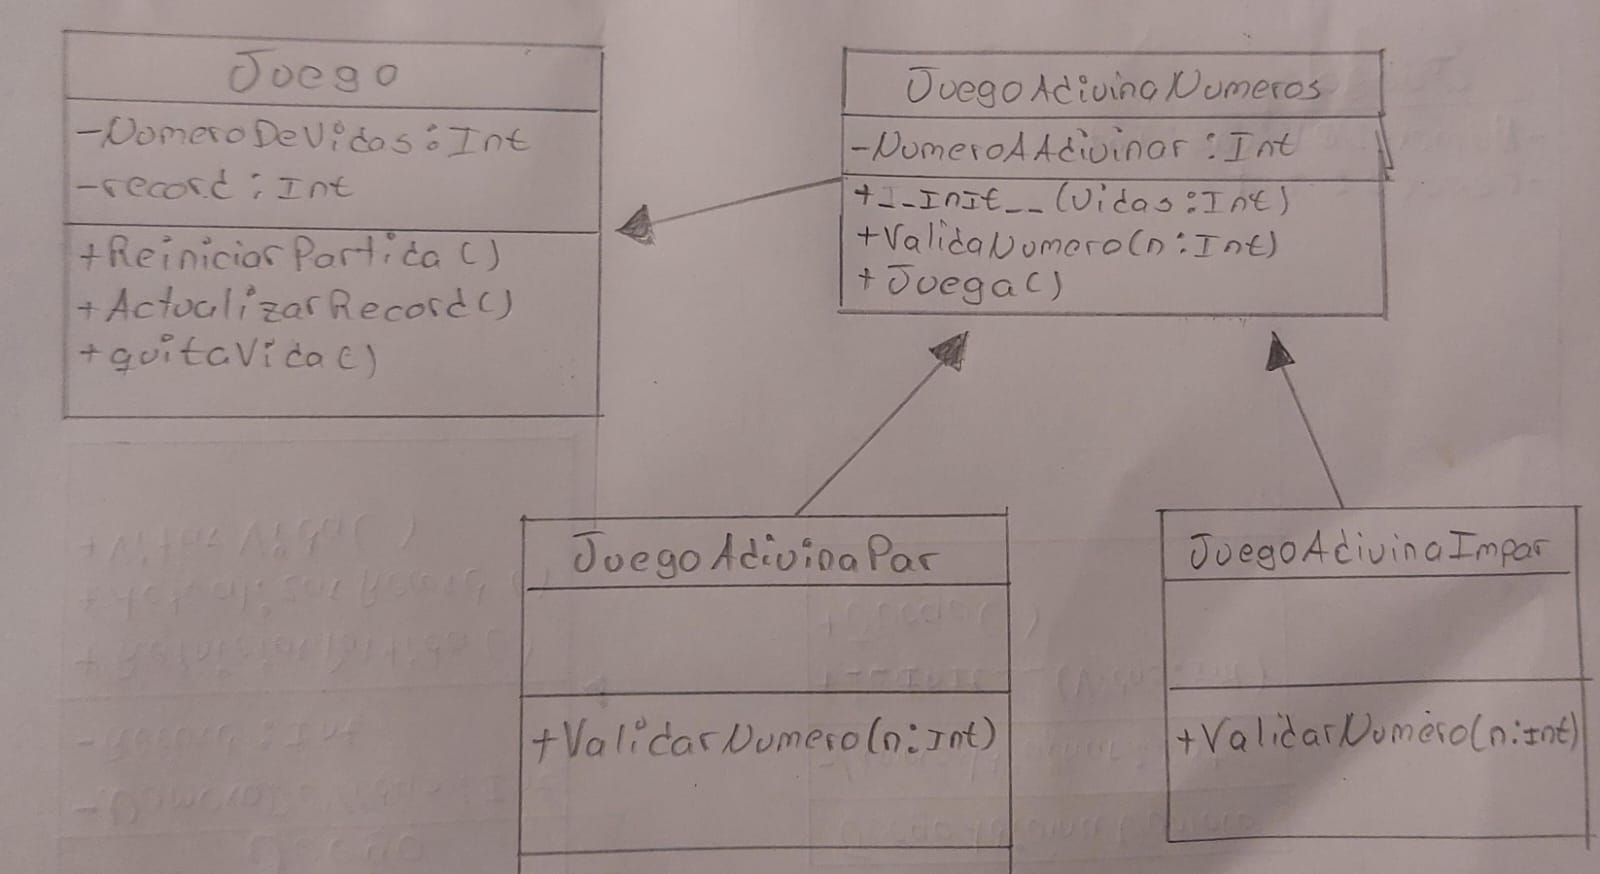 Juego
-NumeroDeVidas:Int
-record:Int
+ReiniciarPartida()
+ActualizarRecord()
+quitaVida()
JuegoAdivinaNumeros
-NumeroAAdivinar:Int
+__InIt__(Vidas:Int)
+ValidaNumero(n:Int)
+Juega()
JuegoAdivinaPar
+ValidarNumero(n:Int)
JuegoAdivinaImpar
+ValidarNumero(n:Int)